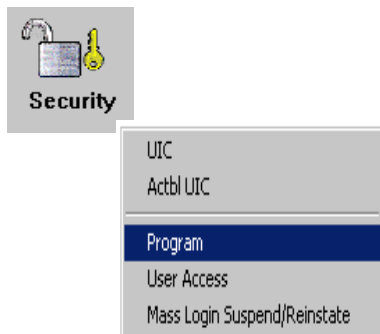 Security
UIC
Actbl UIC
Program
User Access
Mass Login Suspend/Reinstate